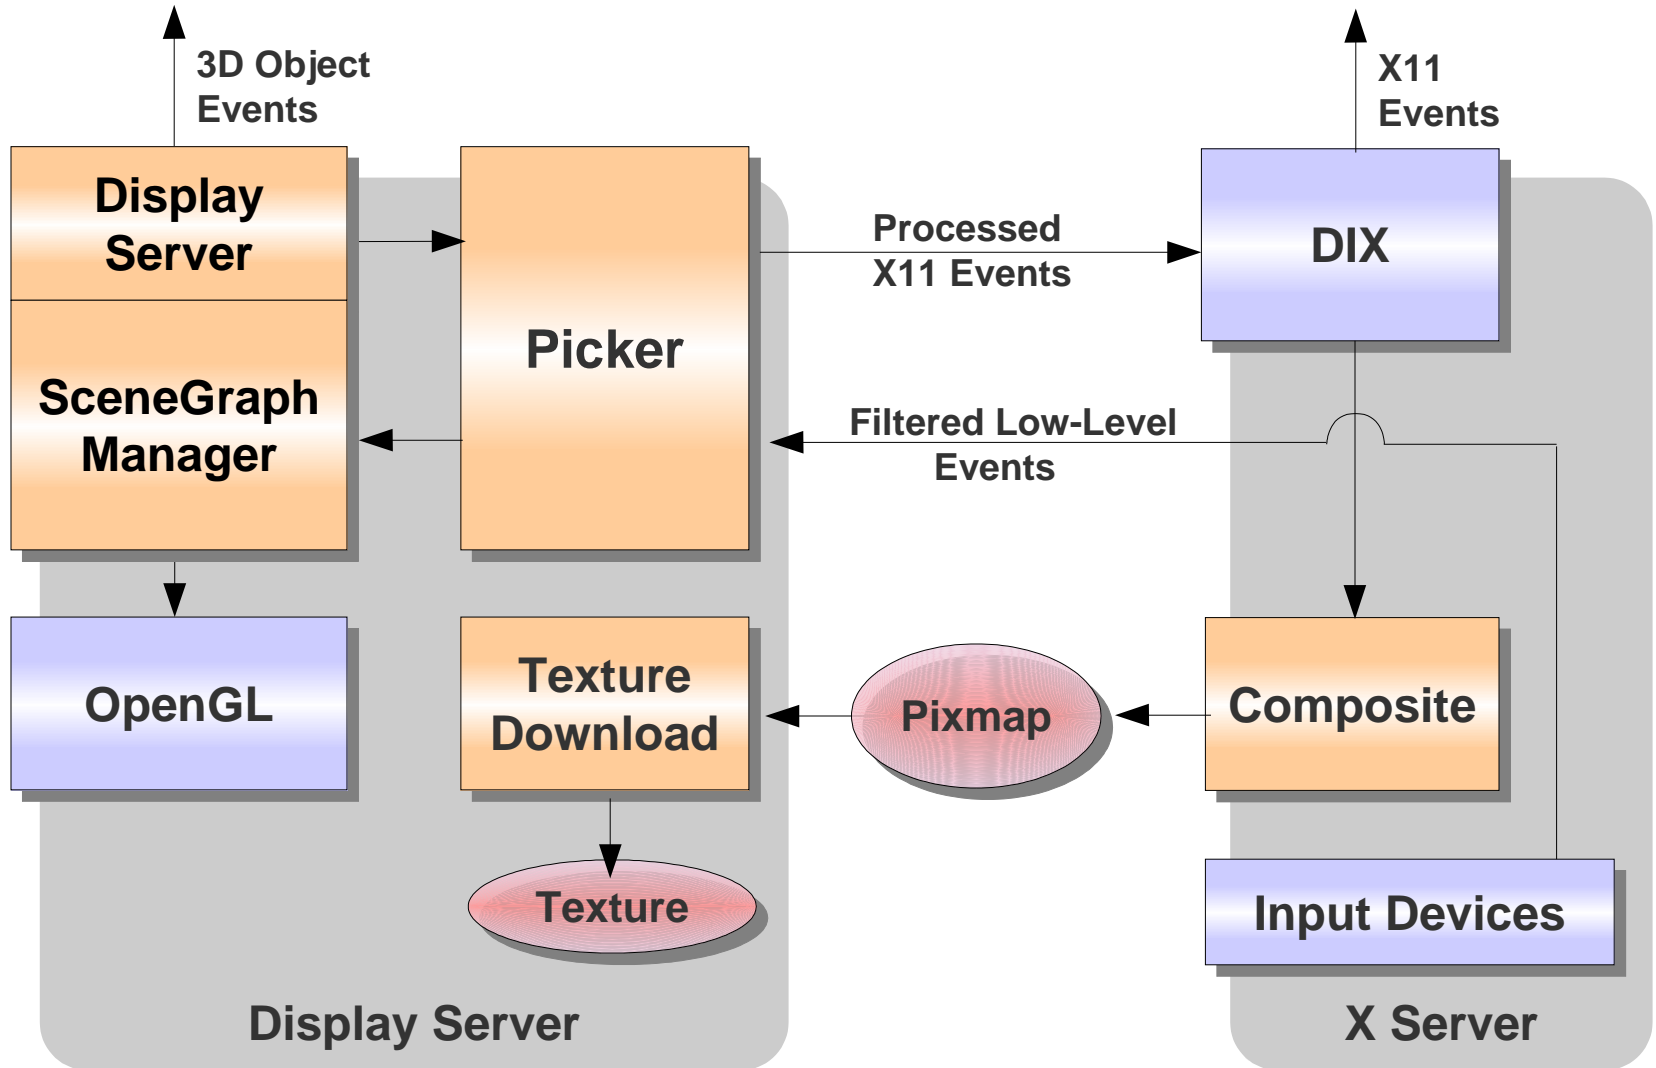 3D Object
Events
X11
Events
Display
Server
SceneGraph
Manager
Picker
Processed
X11 Events
DIX
Filtered Low-Level
Events
OpenGL
Texture
Download
Pixmap
Composite
Texture
Input Devices
Display Server
X Server